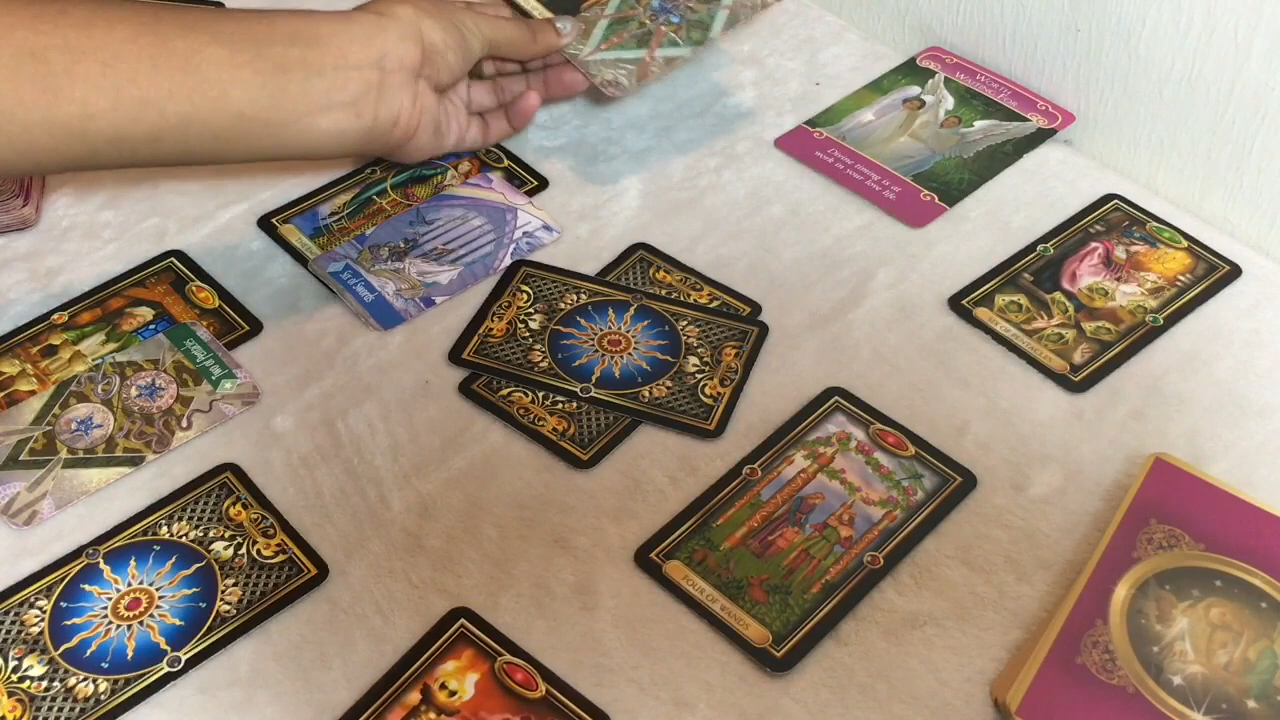 WORTH
WAITING FOR
Divine timing is at
work in your love life.
Six of Swords
Two of Pentacles
SIX OF PENTACLES
FOUR OF WANDS